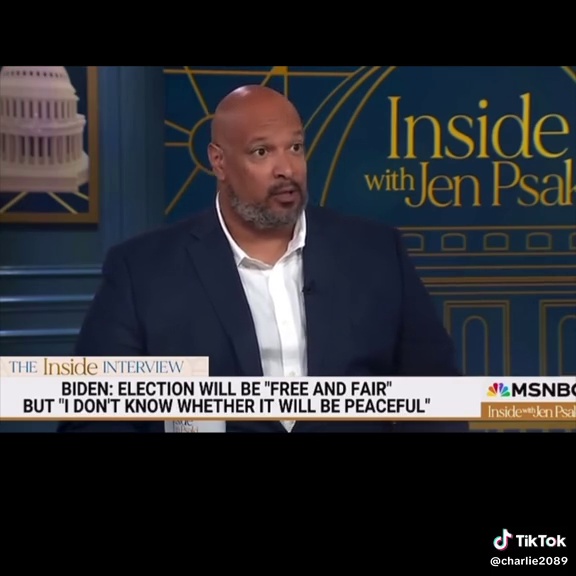 Inside
with Jen Psak
THE Inside INTERVIEW
BIDEN: ELECTION WILL BE "FREE AND FAIR"
BUT "I DON'T KNOW WHETHER IT WILL BE PEACEFUL"
MSNBC
Inside with Jen Psak
TikTok
@charlie2089